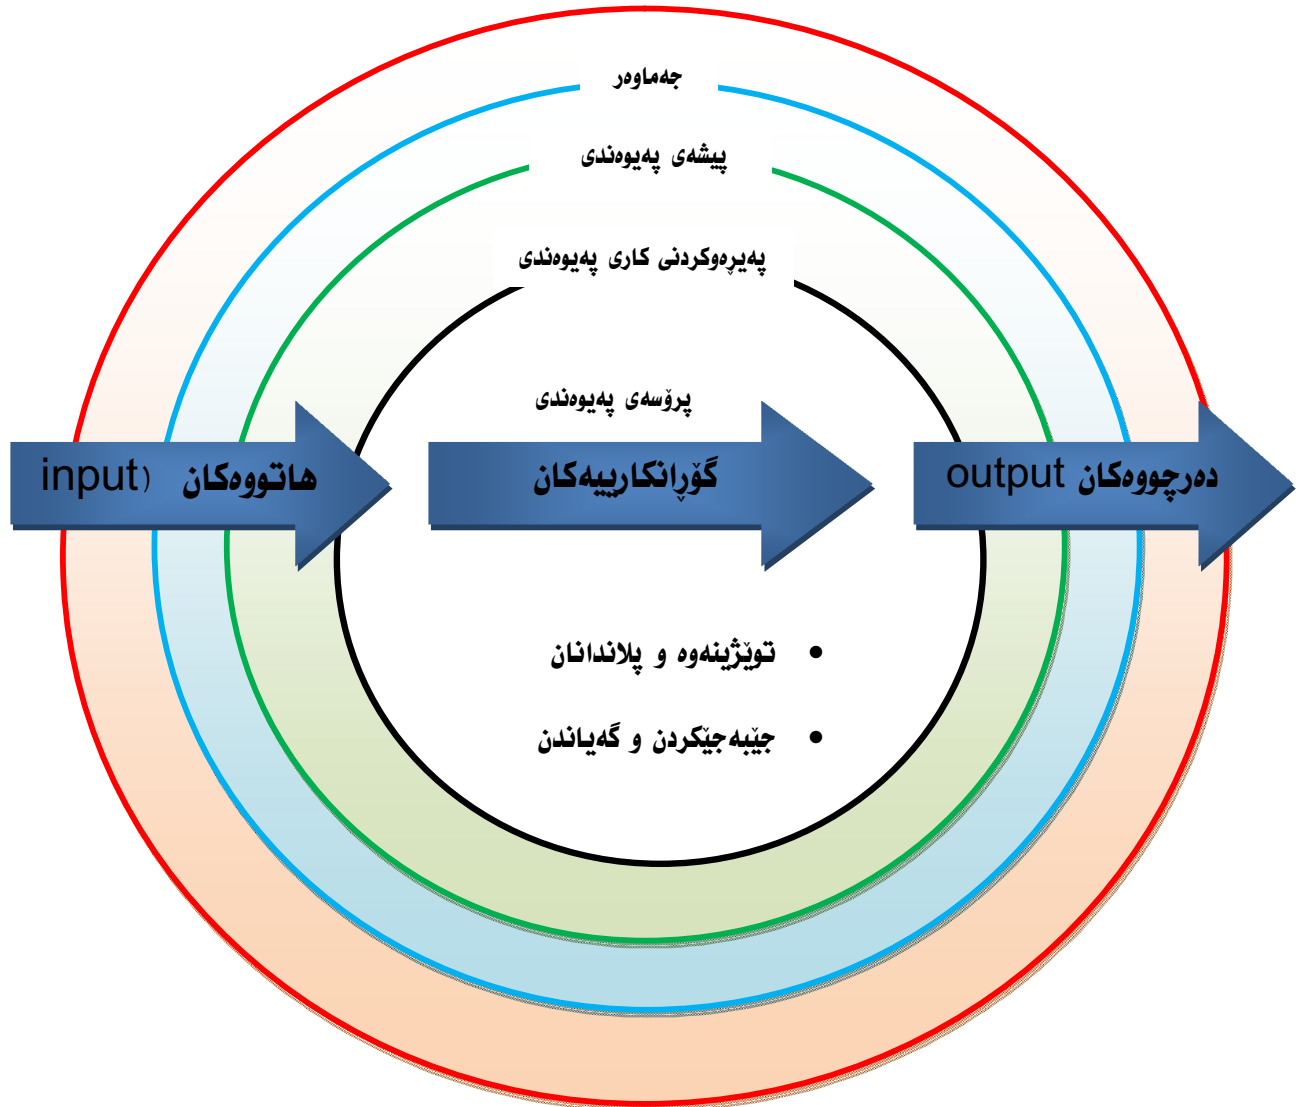 جەماوەر
پیشەی پەیوەندی
پەیڕەوکردنی کاری پەیوەندی
پرۆسەی پەیوەندی
هاتووەکان (input
گۆڕانکارییەکان
دەرچووەکان output
• توێژینەوە و پلاندانان
• جێبەجێکردن و گەیاندن